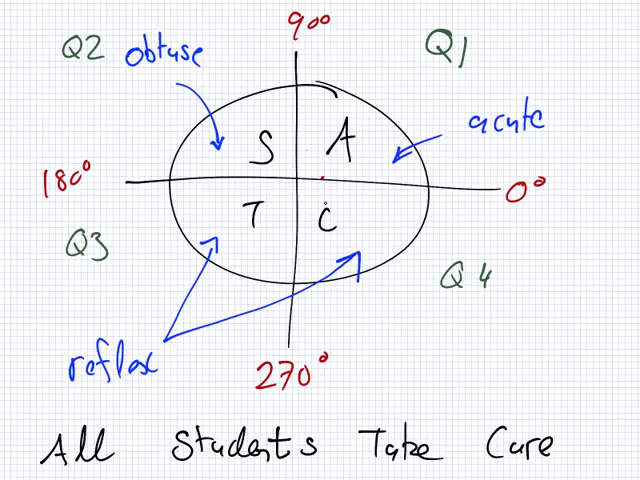 90°
Q2 obtuse Q1
acute
S A
180° 0°
T C
Q3
Q4
reflex
270°
All Students Take Care